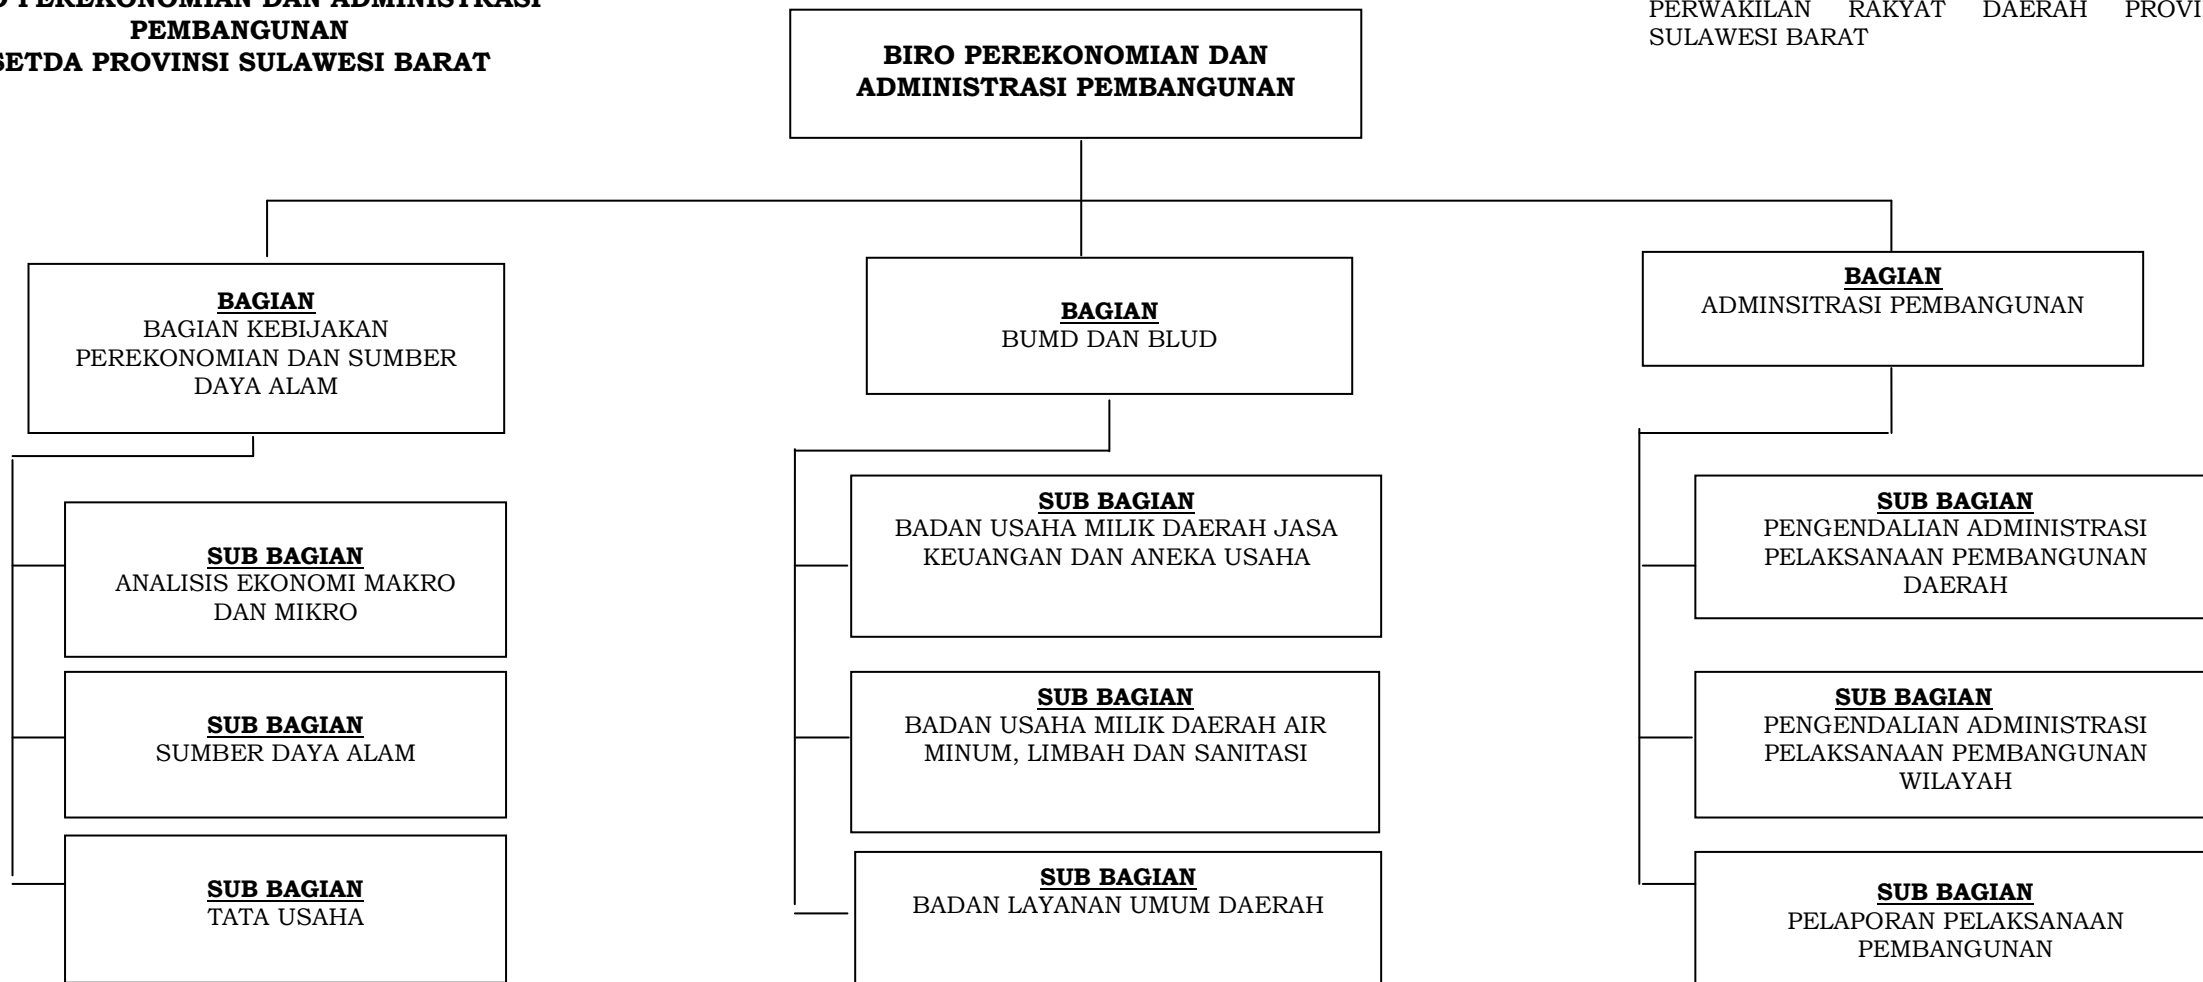 PEREKONOMIAN DAN ADMINISTRASI
PEMBANGUNAN
SETDA PROVINSI SULAWESI BARAT
PERWAKILAN RAKYAT DAERAH
SULAWESI BARAT
BIRO PEREKONOMIAN DAN
ADMINISTRASI PEMBANGUNAN
BAGIAN
BAGIAN KEBIJAKAN
PEREKONOMIAN DAN SUMBER
DAYA ALAM
BAGIAN
BUMD DAN BLUD
BAGIAN
ADMINSITRASI PEMBANGUNAN
SUB BAGIAN
ANALISIS EKONOMI MAKRO
DAN MIKRO
SUB BAGIAN
SUMBER DAYA ALAM
SUB BAGIAN
TATA USAHA
SUB BAGIAN
BADAN USAHA MILIK DAERAH JASA
KEUANGAN DAN ANEKA USAHA
SUB BAGIAN
BADAN USAHA MILIK DAERAH AIR
MINUM, LIMBAH DAN SANITASI
SUB BAGIAN
BADAN LAYANAN UMUM DAERAH
SUB BAGIAN
PENGENDALIAN ADMINISTRASI
PELAKSANAAN PEMBANGUNAN
DAERAH
SUB BAGIAN
PENGENDALIAN ADMINISTRASI
PELAKSANAAN PEMBANGUNAN
WILAYAH
SUB BAGIAN
PELAPORAN PELAKSANAAN
PEMBANGUNAN